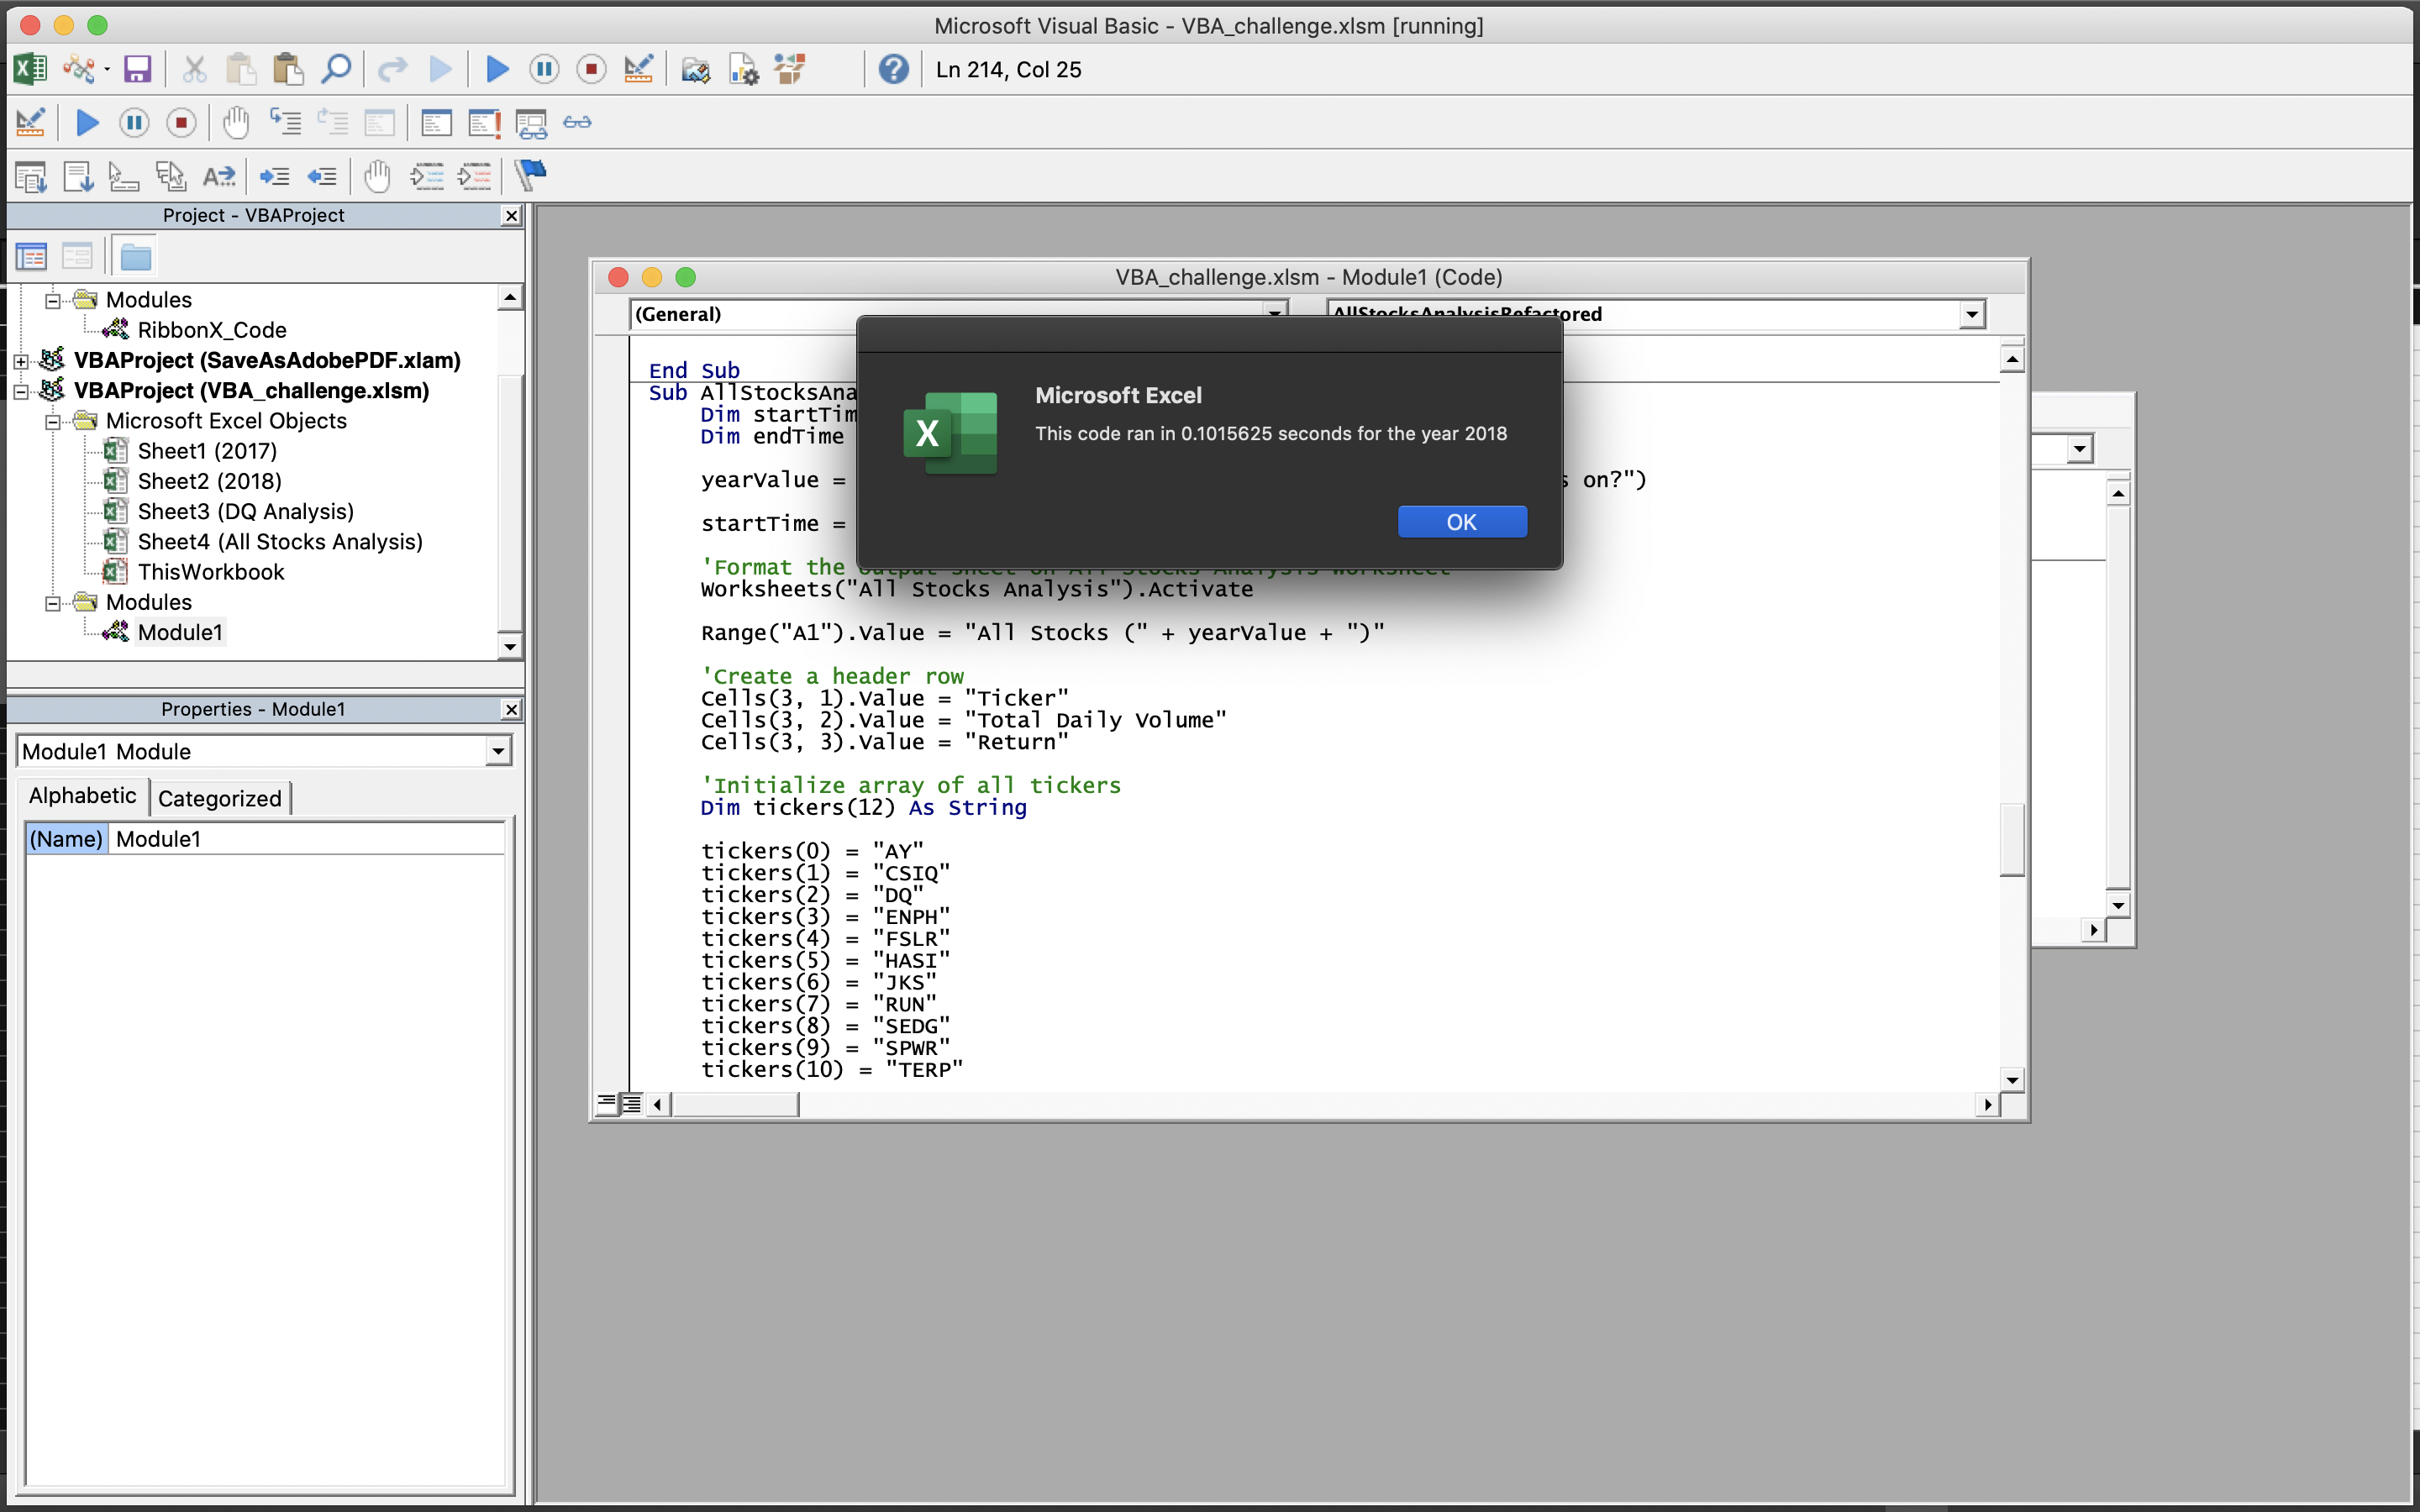 Microsoft Visual Basic - VBA_challenge.xlsm [running]
Ln 214, Col 25
Project - VBAProject
Modules
RibbonX_Code
VBAProject (SaveAsAdobePDF.xlam)
VBAProject (VBA_challenge.xlsm)
Microsoft Excel Objects
Sheet1 (2017)
Sheet2 (2018)
Sheet3 (DQ Analysis)
Sheet4 (All Stocks Analysis)
ThisWorkbook
Modules
Module1
Properties - Module1
Module1 Module
Alphabetic
Categorized
(Name) Module1
VBA_challenge.xlsm - Module1 (Code)
(General)
AllStocksAnalysisRefactored
End Sub
Sub AllStocksAna
Dim startTim
Dim endTime
yearValue = on?")
startTime =
'Format the output sheet on All Stocks Analysis worksheet
Worksheets("All Stocks Analysis").Activate
Range("A1").Value = "All Stocks (" + yearValue + ")"
'Create a header row
Cells(3, 1).Value = "Ticker"
Cells(3, 2).Value = "Total Daily Volume"
Cells(3, 3).Value = "Return"
'Initialize array of all tickers
Dim tickers(12) As String
tickers(0) = "AY"
tickers(1) = "CSIQ"
tickers(2) = "DQ"
tickers(3) = "ENPH"
tickers(4) = "FSLR"
tickers(5) = "HASI"
tickers(6) = "JKS"
tickers(7) = "RUN"
tickers(8) = "SEDG"
tickers(9) = "SPWR"
tickers(10) = "TERP"
Microsoft Excel
This code ran in 0.1015625 seconds for the year 2018
OK